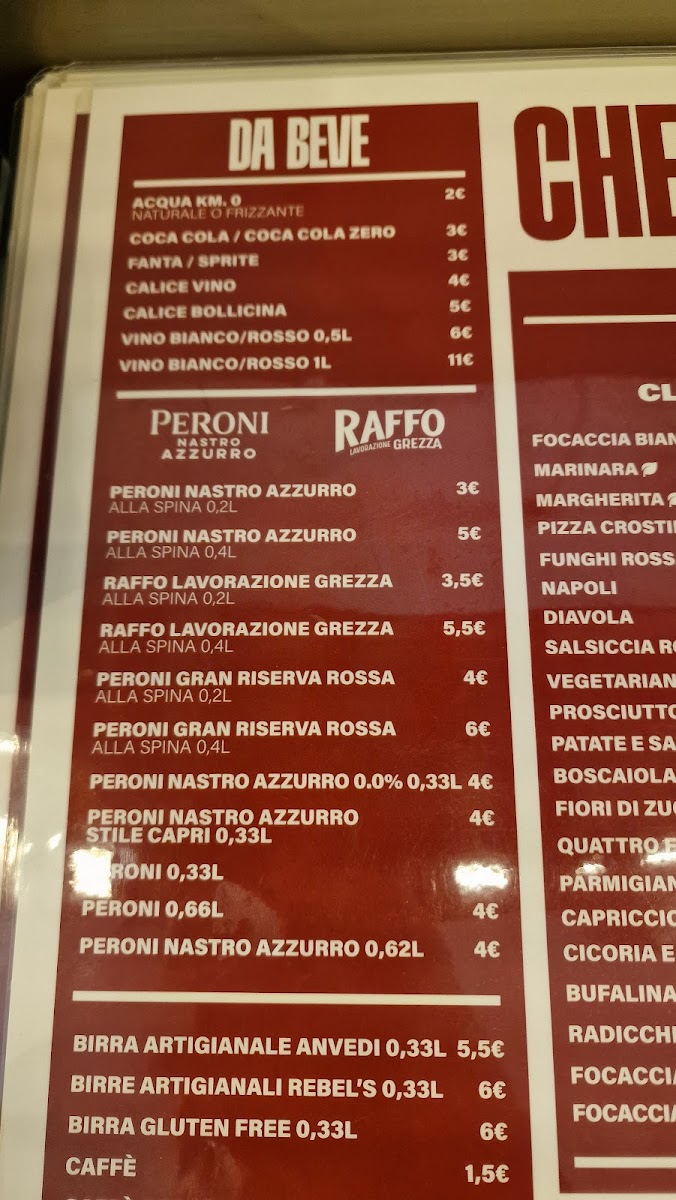 DA BEVE
ACQUA KM. 0 2€
NATURALE O FRIZZANTE
COCA COLA / COCA COLA ZERO 3€
FANTA / SPRITE 3€
CALICE VINO 4€
CALICE BOLLICINA 5€
VINO BIANCO/ROSSO 0,5L 6€
VINO BIANCO/ROSSO 1L 11€
PERONI
NASTRO
AZZURRO
RAFFO
LAVORAZIONE GREZZA
PERONI NASTRO AZZURRO 3€
ALLA SPINA 0,2L
PERONI NASTRO AZZURRO 5€
ALLA SPINA 0,4L
RAFFO LAVORAZIONE GREZZA 3,5€
ALLA SPINA 0,2L
RAFFO LAVORAZIONE GREZZA 5,5€
ALLA SPINA 0,4L
PERONI GRAN RISERVA ROSSA 4€
ALLA SPINA 0,2L
PERONI GRAN RISERVA ROSSA 6€
ALLA SPINA 0,4L
PERONI NASTRO AZZURRO 0.0% 0,33L 4€
PERONI NASTRO AZZURRO 4€
STILE CAPRI 0,33L
RONI 0,33L
PERONI 0,66L 4€
PERONI NASTRO AZZURRO 0,62L 4€
BIRRA ARTIGIANALE ANVEDI 0,33L 5,5€
BIRRE ARTIGIANALI REBEL'S 0,33L 6€
BIRRA GLUTEN FREE 0,33L 6€
CAFFÈ 1,5€
CHE
CL
FOCACCIA BIAN
MARINARA
MARGHERITA
PIZZA CROSTI
FUNGHI ROSS
NAPOLI
DIAVOLA
SALSICCIA R
VEGETARIAN
PROSCIUTTO
PATATE E SA
BOSCAIOLA
FIORI DI ZU
QUATTRO F
PARMIGIAN
CAPRICCIO
CICORIA E
BUFALINA
RADICCHI
FOCACCIA
FOCACCIA